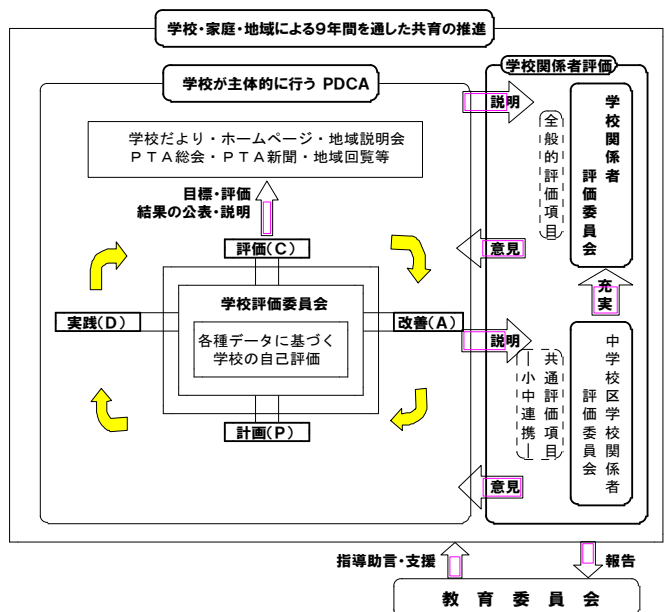 学校・家庭・地域による9年間を通した共育の推進
学校が主体的に行う PDCA
学校だより・ホームページ・地域説明会
ＰＴＡ総会・ＰＴＡ新聞・地域回覧等
目標・評価
結果の公表・説明
評価(C)
学校評価委員会
各種データに基づく
学校の自己評価
実践(D)
改善(A)
計画(P)
学校関係者評価
説明
全般的評価項目
学校関係者
評価委員会
意見
充実
説明
共通評価項目
―小中連携―
中学校区学校関係者
評価委員会
意見
指導助言・支援
報告
教育委員会